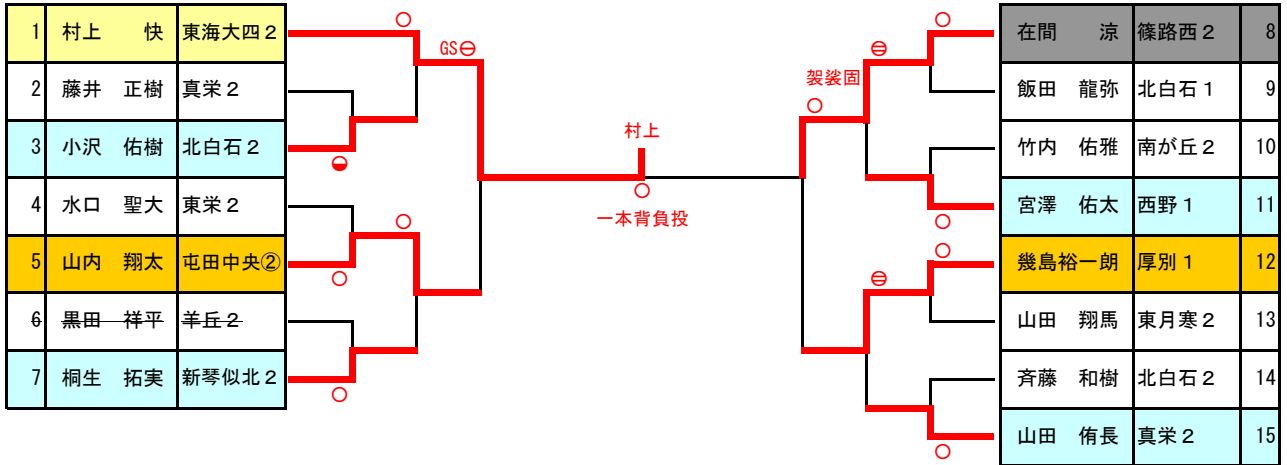 1 村上 快 東海大四２
2 藤井 正樹 真栄２
3 小沢 佑樹 北白石２
4 水口 聖大 東栄２
5 山内 翔太 屯田中央②
6 黒田 祥平 羊丘２
7 桐生 拓実 新琴似北２
○
GS⊖
○
○
○
村上
○
一本背負投
袈裟固
○
⊜
○
○
○
⊜
○
在間 涼 篠路西２ 8
飯田 龍弥 北白石１ 9
竹内 佑雅 南が丘２ 10
宮澤 佑太 西野１ 11
幾島裕一朗 厚別１ 12
山田 翔馬 東月寒２ 13
斉藤 和樹 北白石２ 14
山田 侑長 真栄２ 15